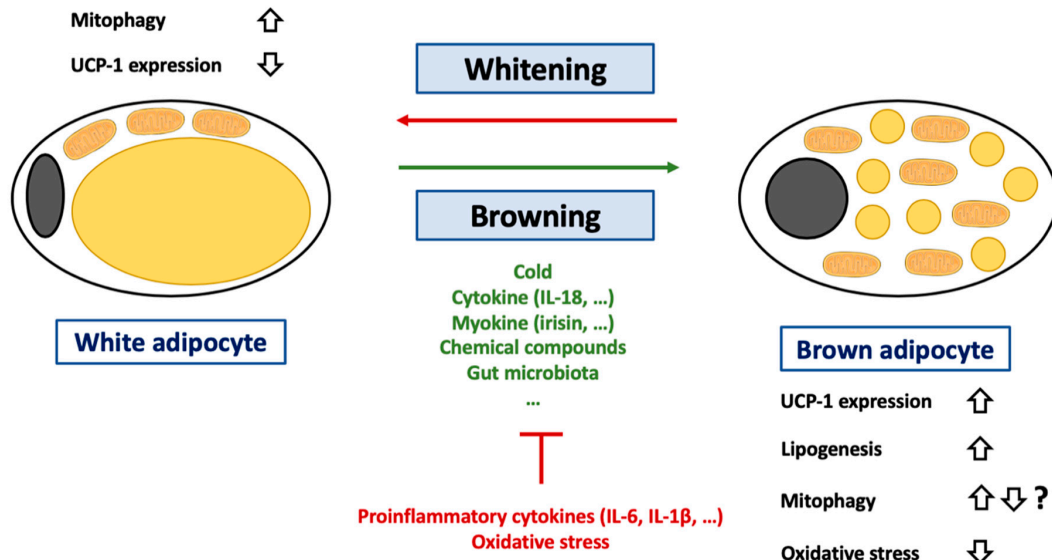 Mitophagy
UCP-1 expression
Whitening
Browning
Cold
Cytokine (IL-18, ...)
Myokine (irisin, ...)
Chemical compounds
Gut microbiota
...
White adipocyte
Brown adipocyte
UCP-1 expression
Lipogenesis
Mitophagy ?
Oxidative stress
Proinflammatory cytokines (IL-6, IL-1β, ...)
Oxidative stress